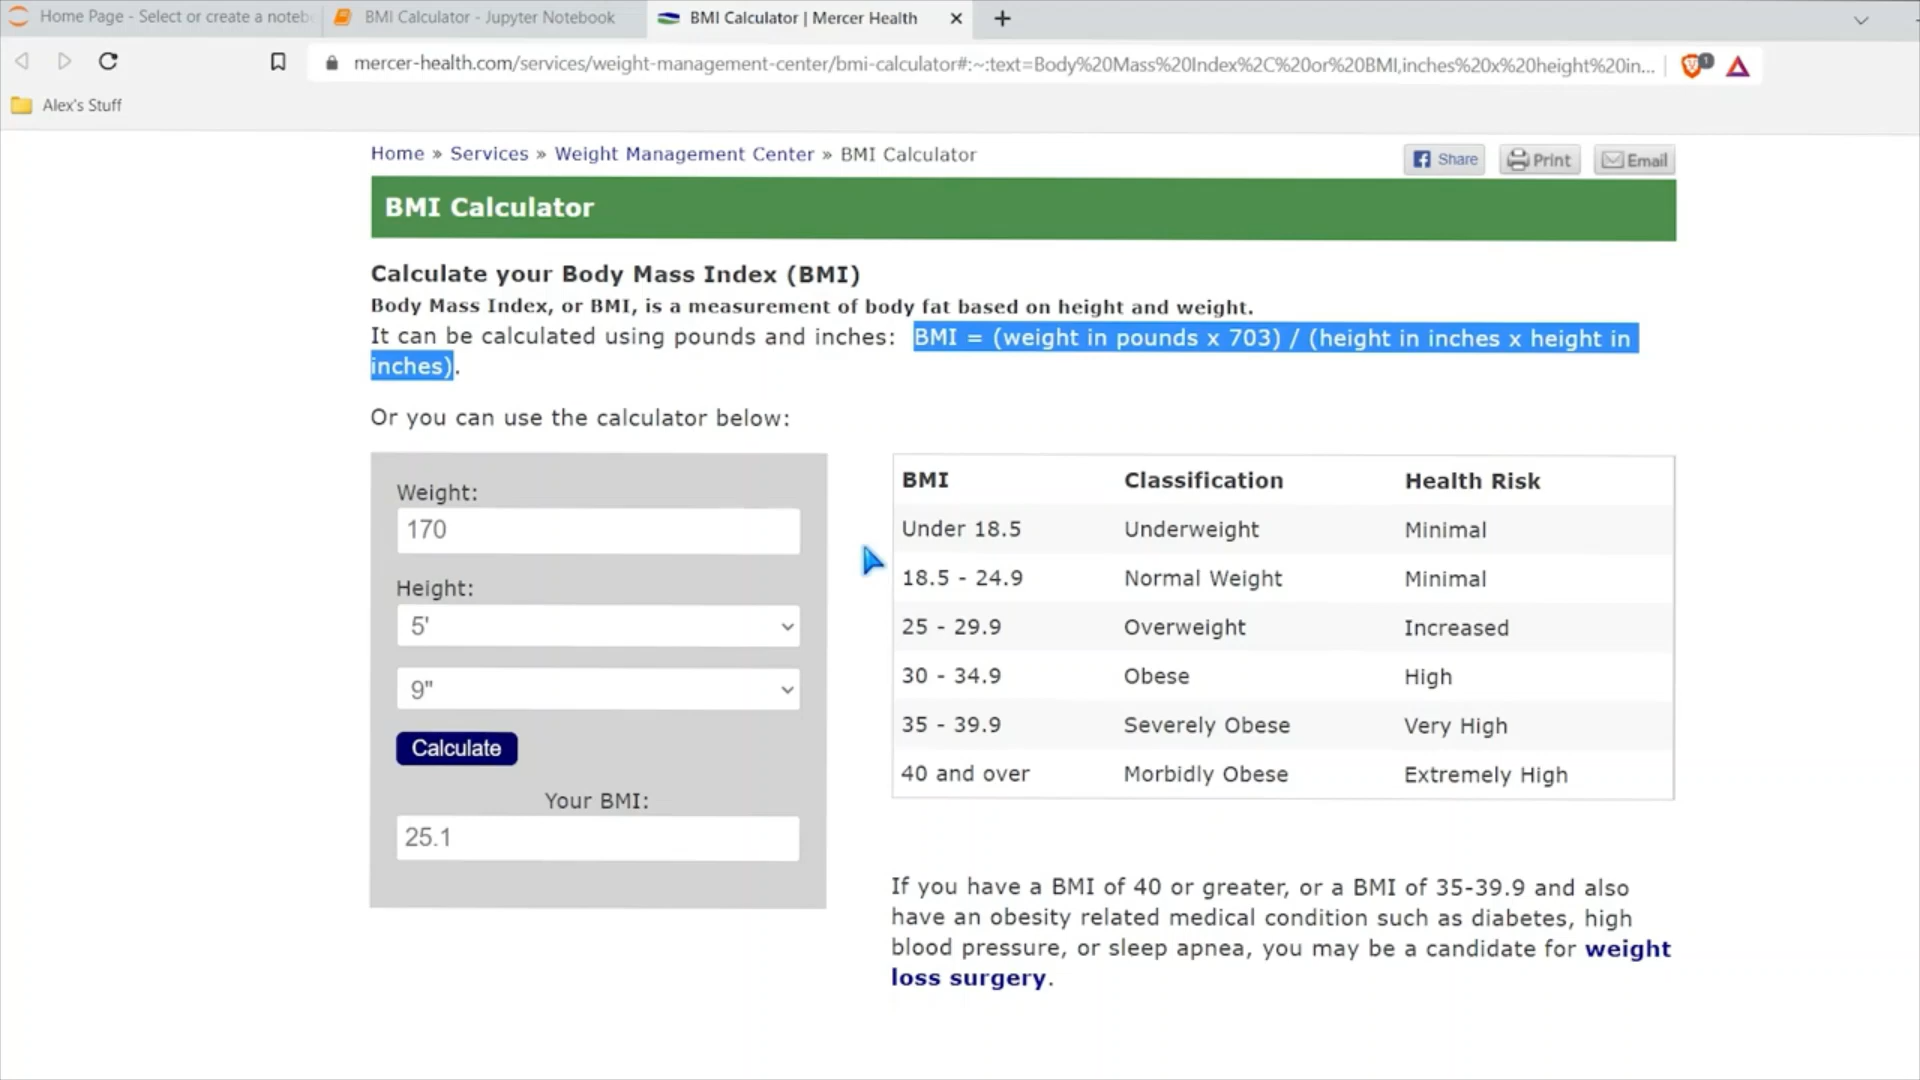 Home Page - Select or create a noteb
BMI Calculator - Jupyter Notebook
BMI Calculator | Mercer Health
mercer-health.com/services/weight-management-center/bmi-calculator#:~:text=Body%20Mass%20Index%2C%20or%20BMI,inches%20x%20height%20in...
1
Alex's Stuff
Home » Services » Weight Management Center » BMI Calculator
Share
Print
Email
BMI Calculator
Calculate your Body Mass Index (BMI)
Body Mass Index, or BMI, is a measurement of body fat based on height and weight.
It can be calculated using pounds and inches: BMI = (weight in pounds x 703) / (height in inches x height in
inches).
Or you can use the calculator below:
Weight:
170
Height:
5'
9"
Calculate
Your BMI:
25.1
BMI Classification Health Risk
Under 18.5 Underweight Minimal
18.5 - 24.9 Normal Weight Minimal
25 - 29.9 Overweight Increased
30 - 34.9 Obese High
35 - 39.9 Severely Obese Very High
40 and over Morbidly Obese Extremely High
If you have a BMI of 40 or greater, or a BMI of 35-39.9 and also
have an obesity related medical condition such as diabetes, high
blood pressure, or sleep apnea, you may be a candidate for weight
loss surgery.